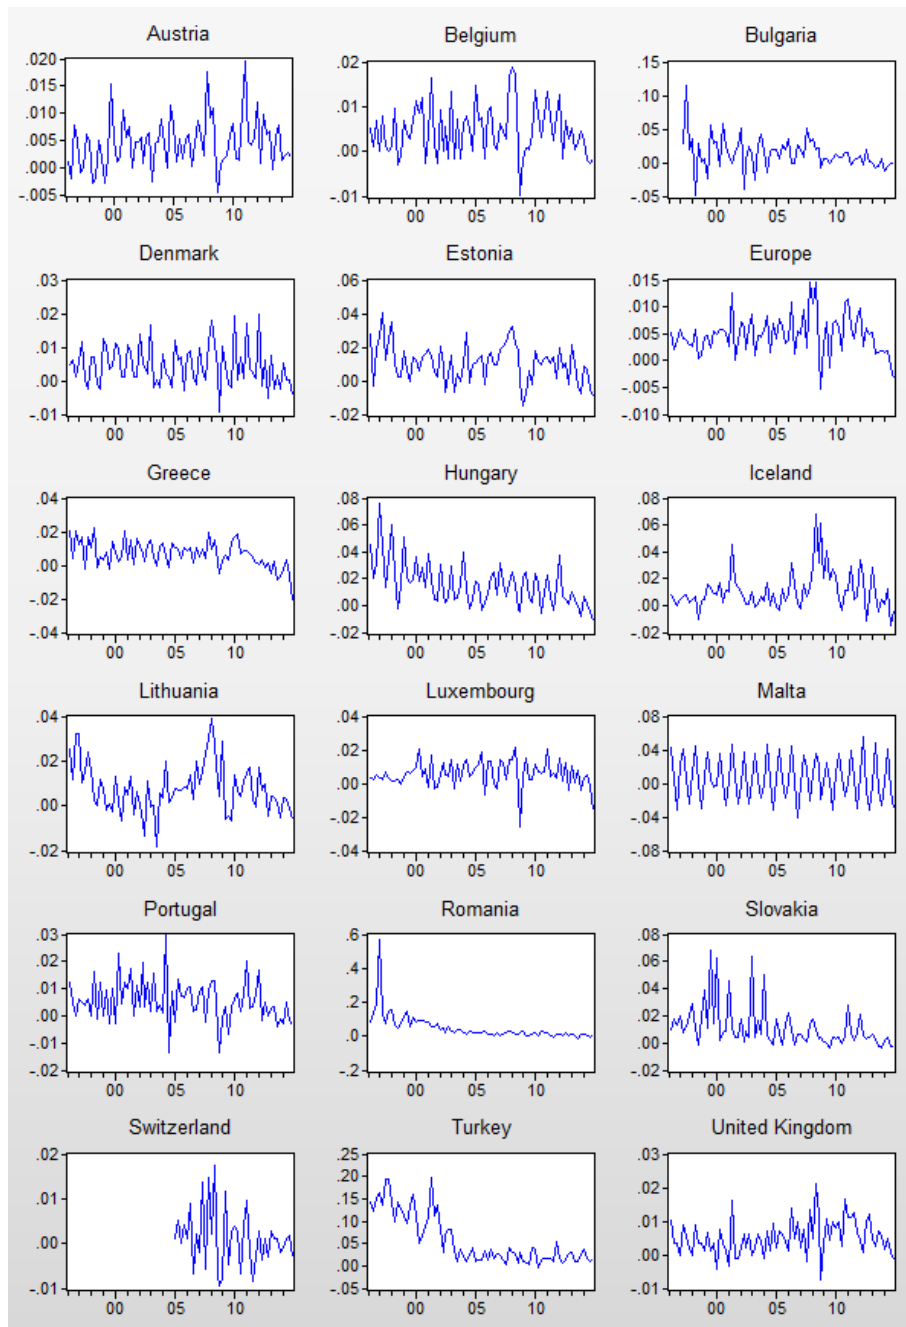 Austria Belgium Bulgaria
.020 .02 .15
.015 .10
.010 .01
.005 .05
.000 .00 .00
-.005 -.01 -.05
00 05 10 00 05 10 00 05 10
Denmark Estonia Europe
.03 .06 .015
.02 .04 .010
.01 .02 .005
.000
.00 .00 -.005
-.01 -.02 -.010
00 05 10 00 05 10 00 05 10
Greece Hungary Iceland
.04 .08 .08
.02 .06 .06
.00 .04 .04
.02 .02
-.02 .00 .00
-.04 -.02 -.02
00 05 10 00 05 10 00 05 10
Lithuania Luxembourg Malta
.04 .04 .08
.02 .02 .04
.00 .00 .00
-.02 -.04
-.02 -.04 -.08
00 05 10 00 05 10 00 05 10
Portugal Romania Slovakia
.03 .6 .08
.02 .4 .06
.01 .2 .04
.00 .02
-.01 .0 .00
-.02 -.2 -.02
00 05 10 00 05 10 00 05 10
Switzerland Turkey United Kingdom
.02 .25 .03
.20
.01 .15 .02
.10 .01
.00 .05 .00
.00
-.01 -.05 -.01
00 05 10 00 05 10 00 05 10